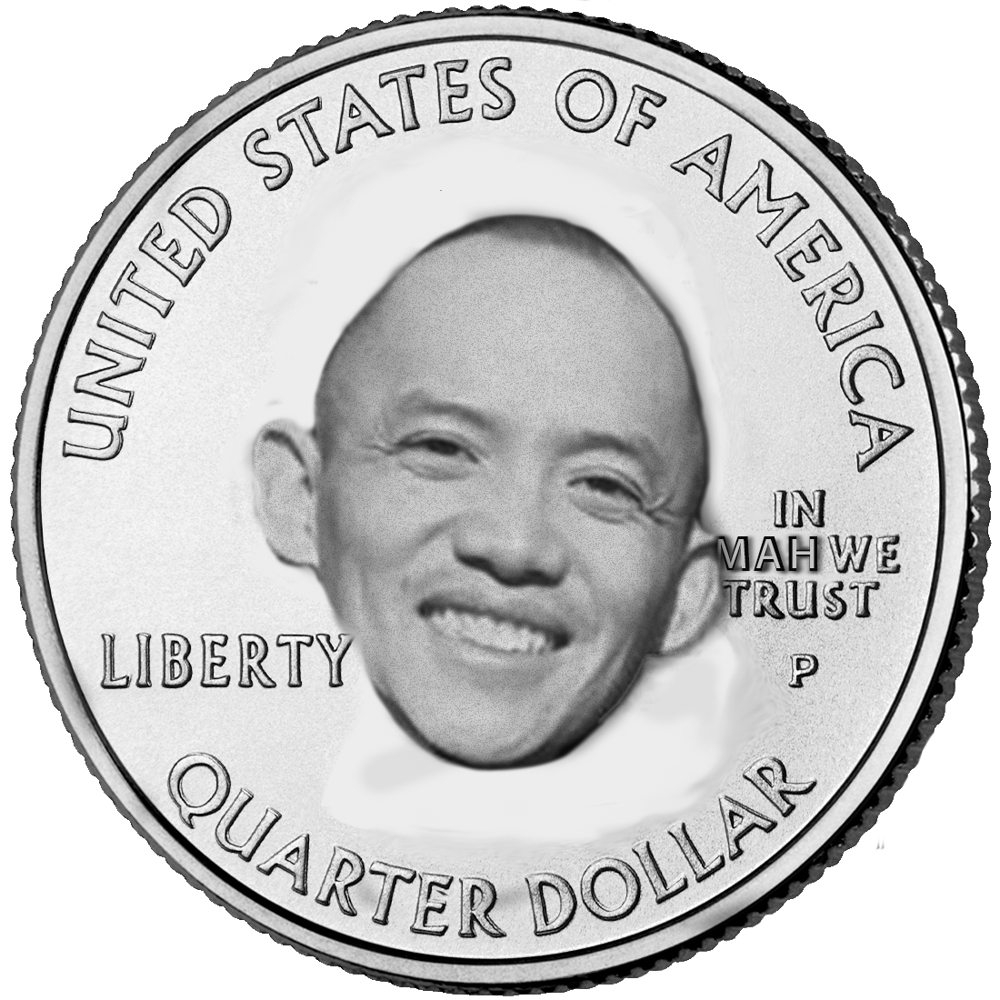 UNITED STATES OF AMERICA
LIBERTY
IN
MAH WE
TRUST
P
QUARTER DOLLAR